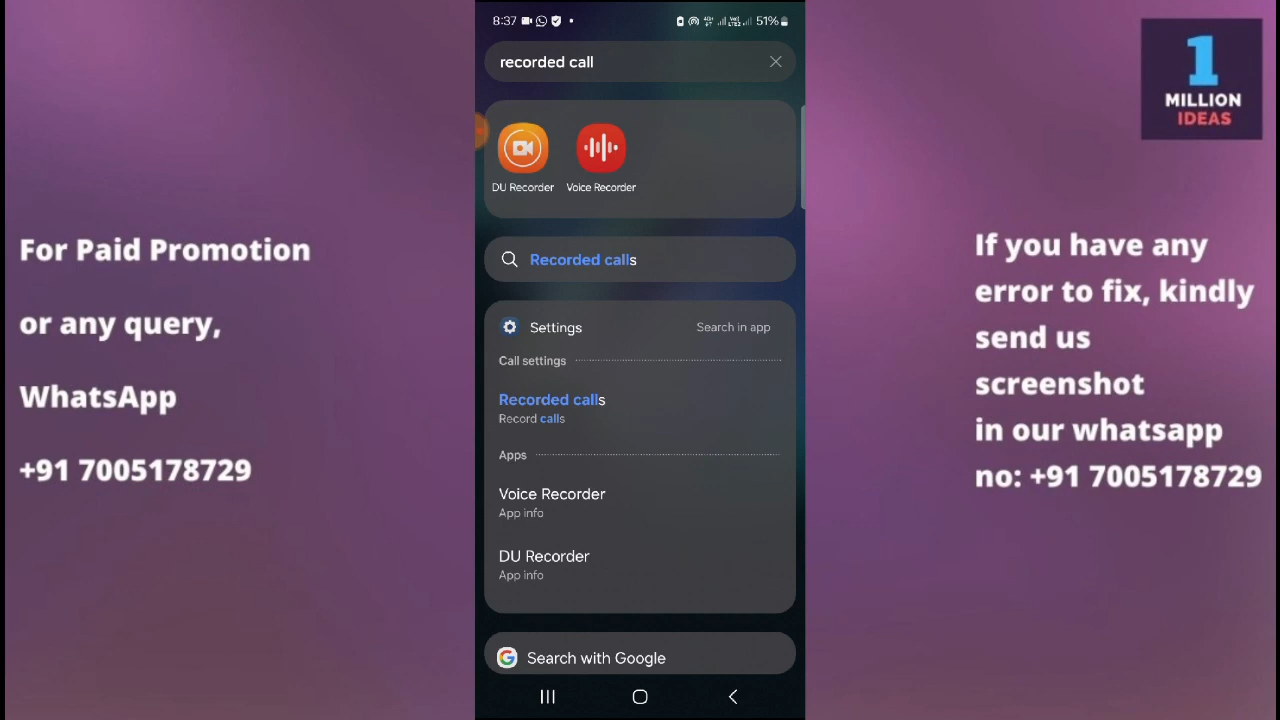 For Paid Promotion
or any query,
WhatsApp
+91 7005178729
8:37
51%
recorded call
DU Recorder
Voice Recorder
Recorded calls
Settings
Search in app
Call settings
Recorded calls
Record calls
Apps
Voice Recorder
App info
DU Recorder
App info
Search with Google
1
MILLION
IDEAS
If you have any
error to fix, kindly
send us
screenshot
in our whatsapp
no: +91 7005178729